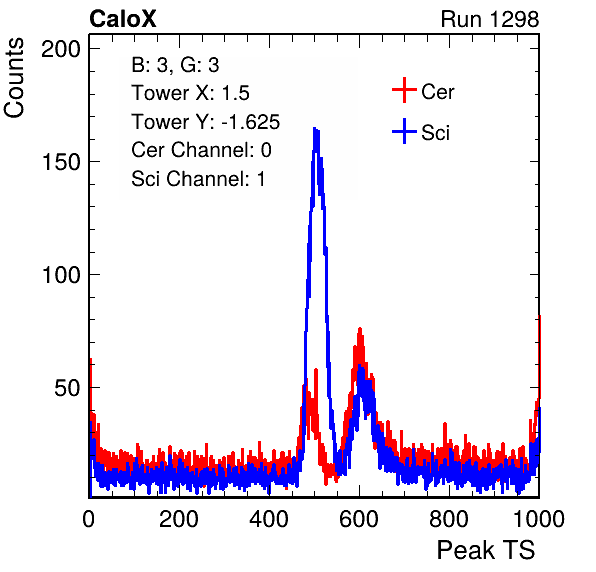 CaloX
Run 1298
Counts
B: 3, G: 3
Tower X: 1.5
Tower Y: -1.625
Cer Channel: 0
Sci Channel: 1
Cer
Sci
200
150
100
50
0 200 400 600 800 1000
Peak TS